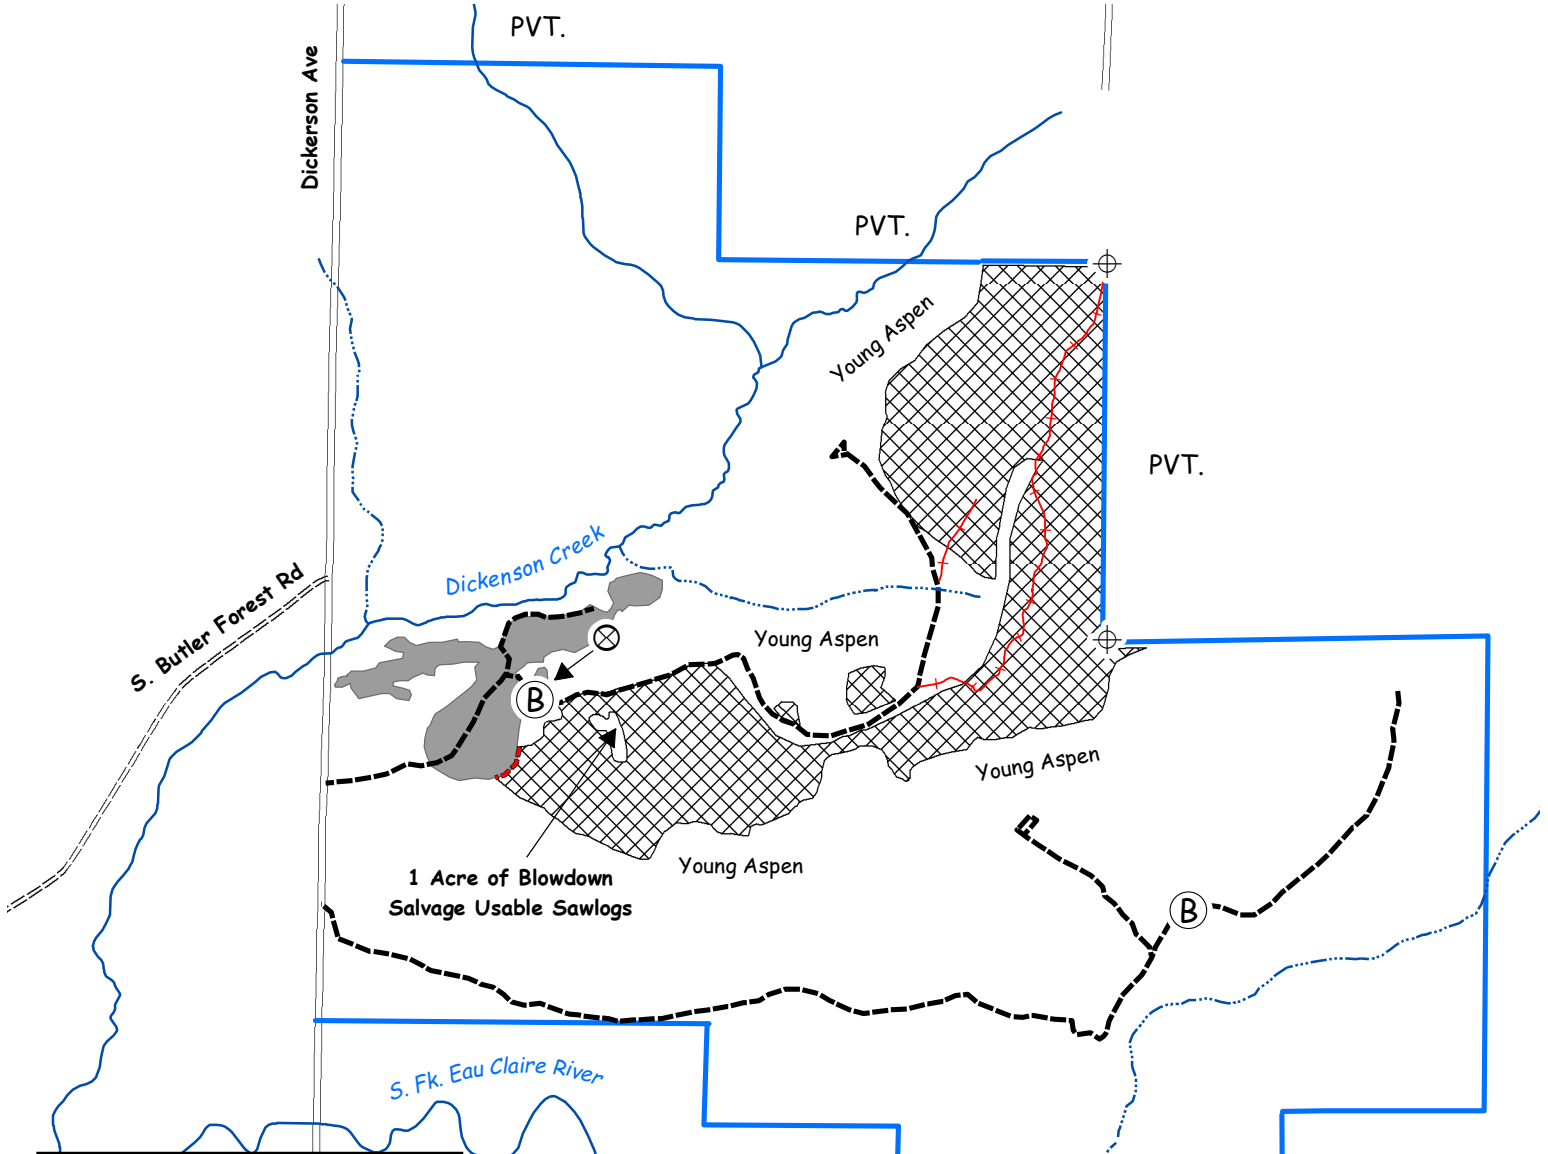 PVT.
Dickerson Ave
PVT.
Young Aspen
PVT.
Dickenson Creek
S. Butler Forest Rd
Young Aspen
B
Young Aspen
Young Aspen
1 Acre of Blowdown
Salvage Usable Sawlogs
B
S. Fk. Eau Claire River